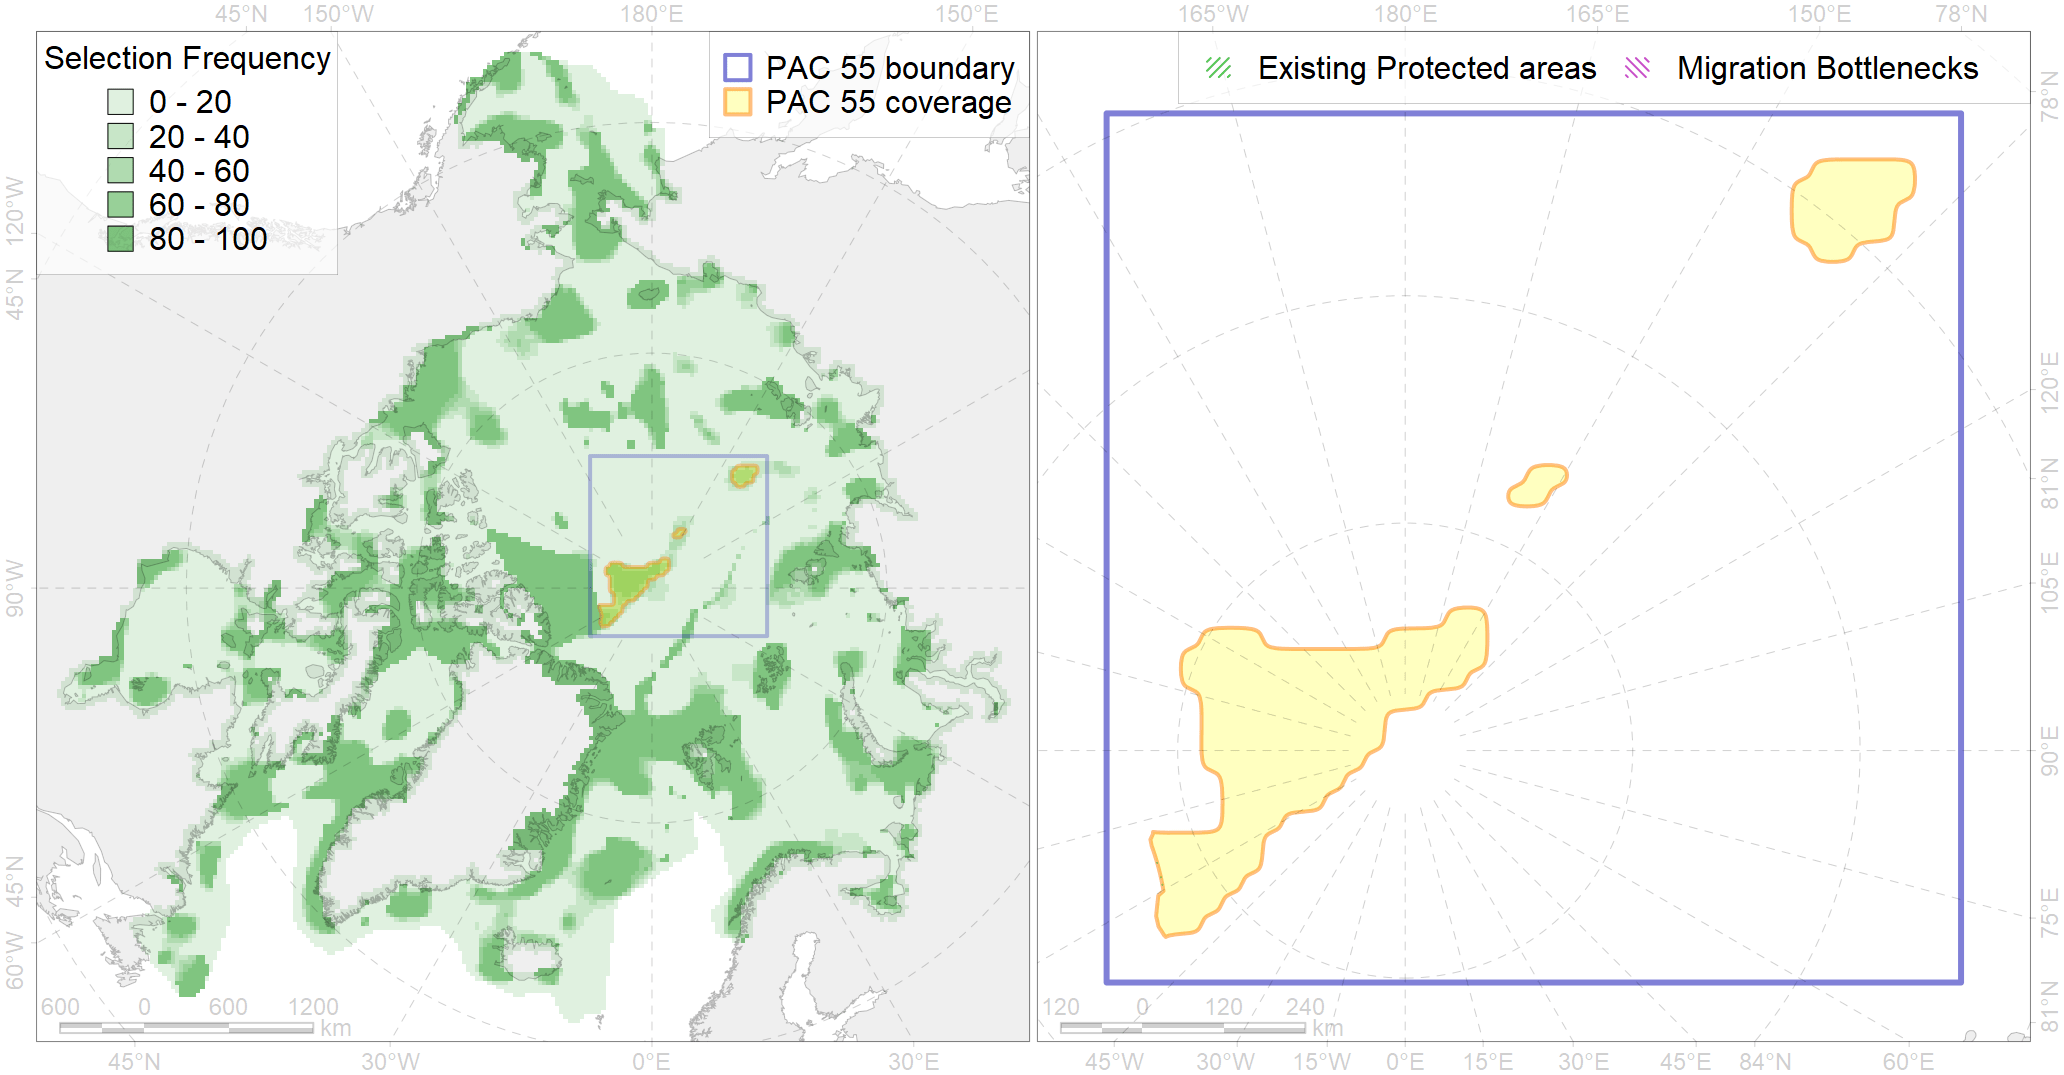 45°N 150°W 180°E 150°E 165°W 180°E 165°E 150°E 78°N
Selection Frequency
0 - 20
20 - 40
40 - 60
60 - 80
80 - 100
PAC 55 boundary
PAC 55 coverage
Existing Protected areas
Migration Bottlenecks
120°W
45°N
90°W
45°N
60°W
78°N
120°E
81°N
105°E
90°E
75°E
81°N
600 0 600 1200
km
120 0 120 240
km
45°N 30°W 0°E 30°E 45°W 30°W 15°W 0°E 15°E 30°E 45°E 84°N 60°E